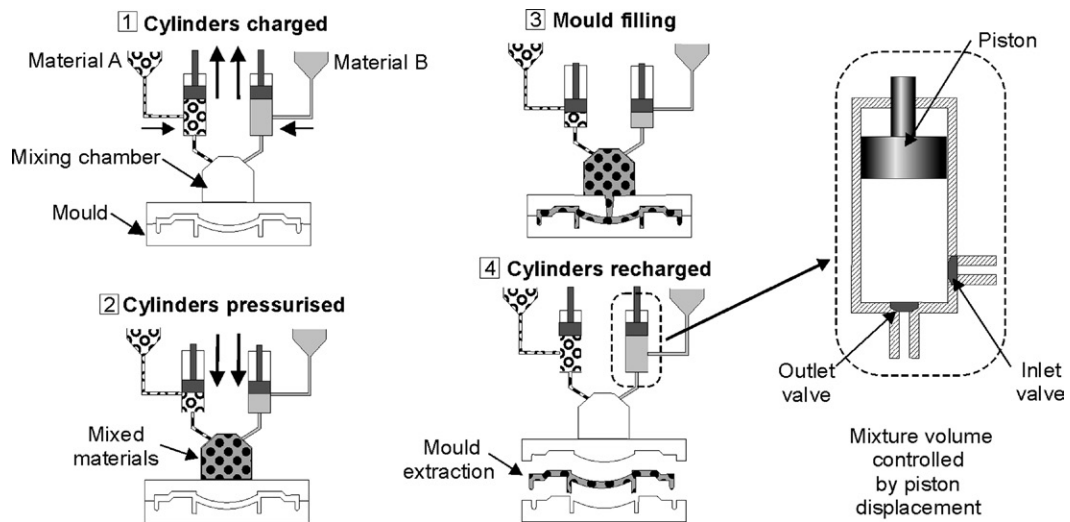 1 Cylinders charged
Material A
Material B
Mixing chamber
Mould
2 Cylinders pressurised
Mixed
materials
3 Mould filling
4 Cylinders recharged
Mould
extraction
Piston
Outlet
valve
Inlet
valve
Mixture volume
controlled
by piston
displacement